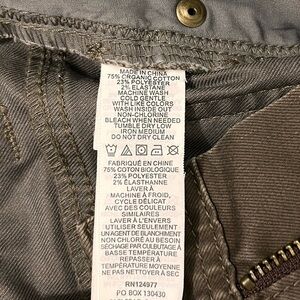 MADE IN CHINA
75% ORGANIC COTTON
23% POLYESTER
2% ELASTANE
MACHINE WASH
COLD GENTLE
WITH LIKE COLORS
WASH INSIDE OUT
NON-CHLORINE
BLEACH WHEN NEEDED
TUMBLE DRY LOW
IRON MEDIUM
DO NOT DRY CLEAN
FABRIQUÉ EN CHINE
75% COTON BIOLOGIQUE
23% POLYESTER
2% ÉLASTHANNE
LAVER À
MACHINE À FROID,
CYCLE DÉLICAT
AVEC DES COULEURS
SIMILAIRES
LAVER À L'ENVERS
UTILISER SEULEMENT
UN AGENT DE BLANCHIMENT
NON CHLORÉ AU BESOIN
SÉCHAGE PAR CULBUTAGE À
BASSE TEMPÉRATURE
REPASSER À
TEMPÉRATURE MOYENNE
NE PAS NETTOYER À SEC
RN124977
PO BOX 130430